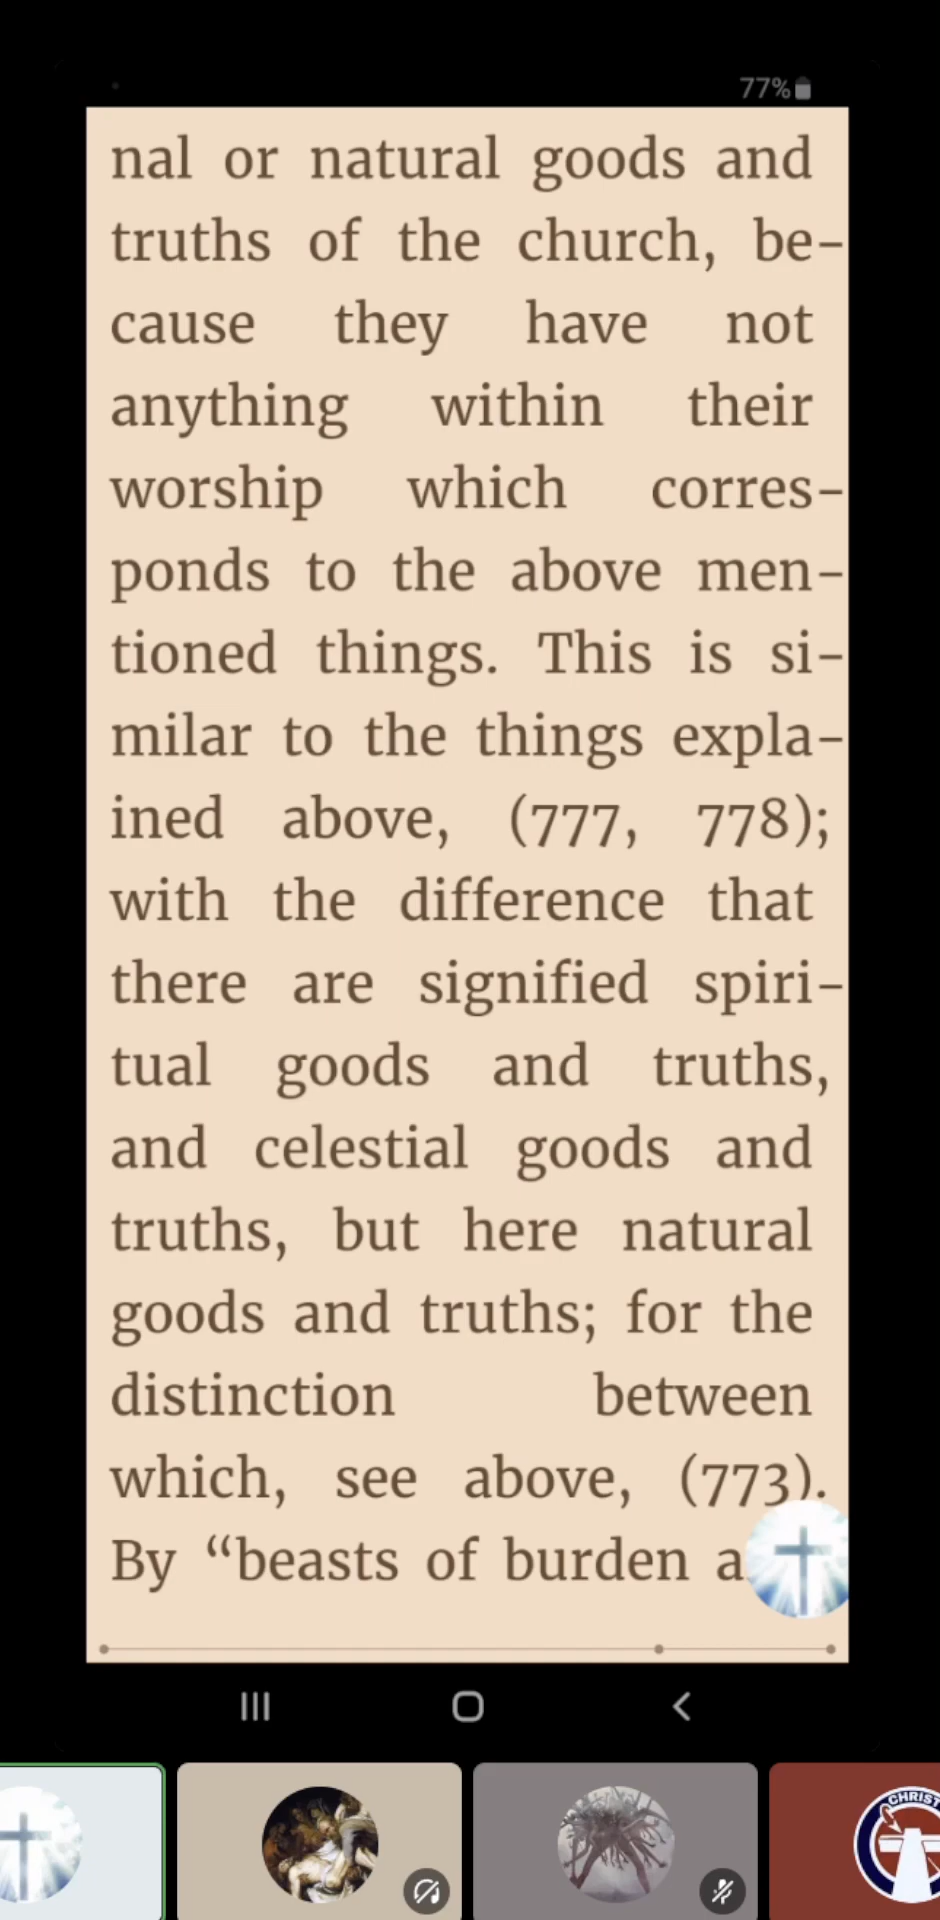 77%
nal or natural goods and
truths of the church, be-
cause they have not
anything within their
worship which corres-
ponds to the above men-
tioned things. This is si-
milar to the things expla-
ined above, (777, 778);
with the difference that
there are signified spiri-
tual goods and truths,
and celestial goods and
truths, but here natural
goods and truths; for the
distinction between
which, see above, (773).
By “beasts of burden
CHRIST